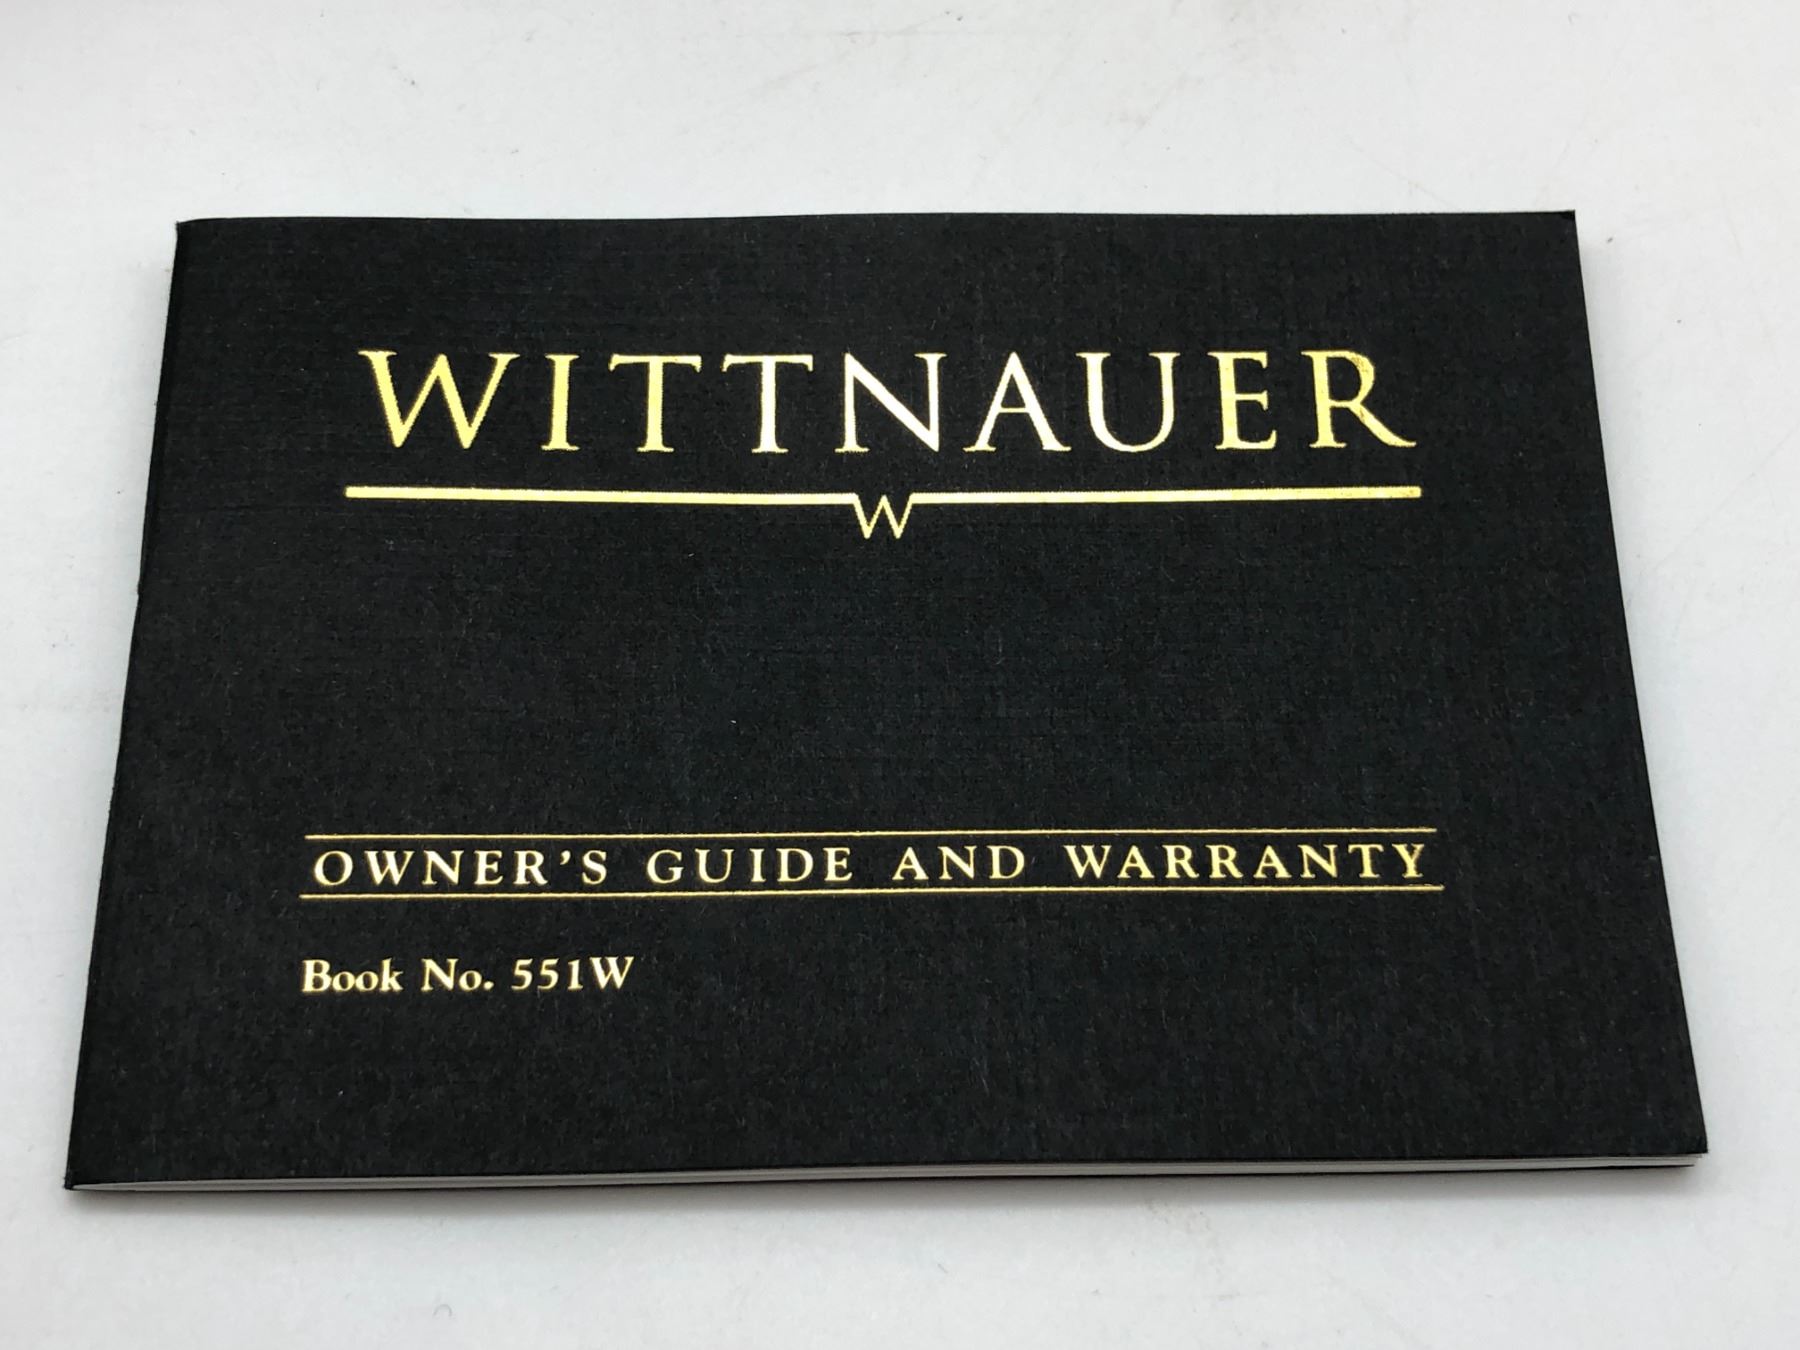 WITTNAUER
W
OWNER'S GUIDE AND WARRANTY
Book No. 551W